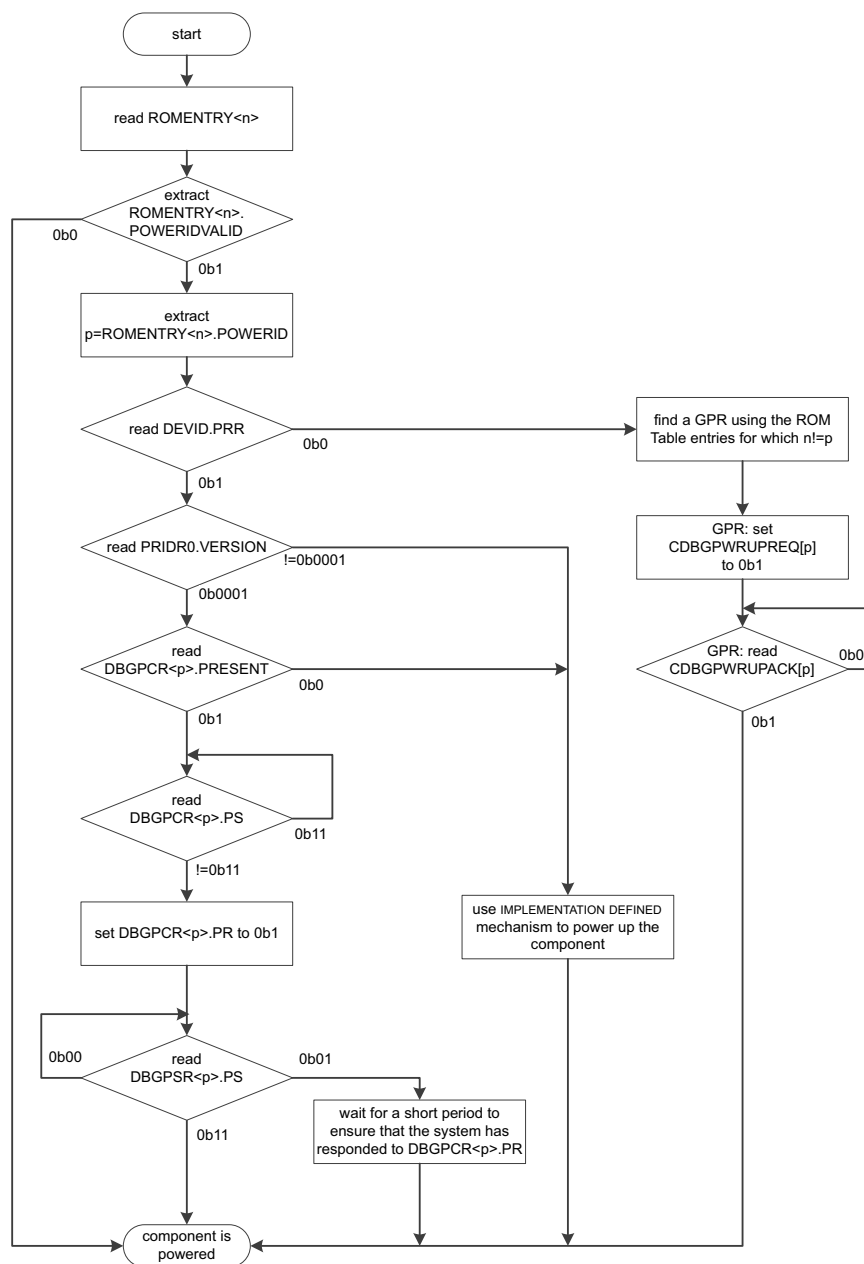 start
read ROMENTRY<n>
extract
ROMENTRY<n>.
POWERIDVALID
0b0
0b1
extract
p=ROMENTRY<n>.POWERID
read DEVID.PRR
0b0
0b1
find a GPR using the ROM
Table entries for which n!=p
read PRIDR0.VERSION
!=0b0001
0b0001
GPR: set
CDBGPWRUPREQ[p]
to 0b1
read
DBGPCR<p>.PRESENT
0b0
0b1
GPR: read
CDBGPWRUPACK[p]
0b0
0b1
read
DBGPCR<p>.PS
0b11
!=0b11
set DBGPCR<p>.PR to 0b1
use IMPLEMENTATION DEFINED
mechanism to power up the
component
read
DBGPSR<p>.PS
0b00
0b01
0b11
wait for a short period to
ensure that the system has
responded to DBGPCR<p>.PR
component is
powered